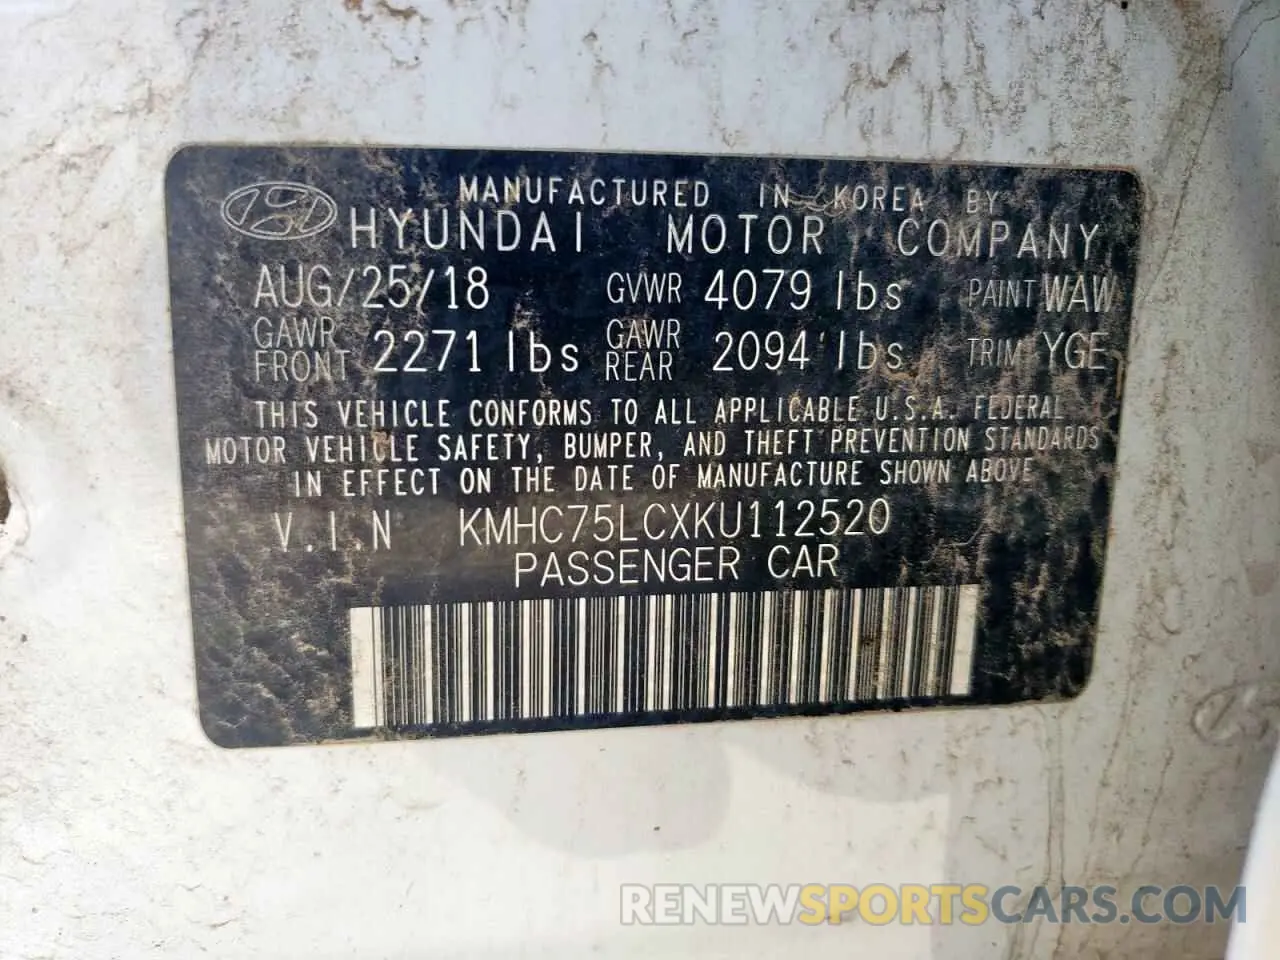 MANUFACTURED IN KOREA BY
HYUNDAI MOTOR COMPANY
AUG/25/18 GVWR 4079 lbs PAINT WAW
GAWR FRONT 2271 lbs GAWR REAR 2094 lbs TRIM YGE
THIS VEHICLE CONFORMS TO ALL APPLICABLE U.S.A. FEDERAL
MOTOR VEHICLE SAFETY, BUMPER, AND THEFT PREVENTION STANDARDS
IN EFFECT ON THE DATE OF MANUFACTURE SHOWN ABOVE
V.I.N KMHC75LCXKU112520
PASSENGER CAR
RENEWSPORTSCARS.COM